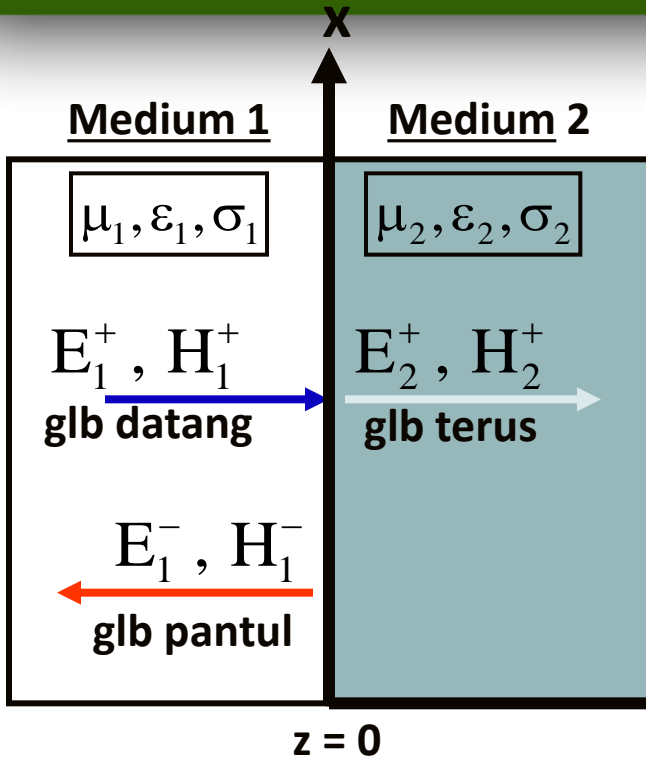 x
Medium 1
Medium 2
μ₁,ε₁,σ₁
μ₂,ε₂,σ₂
E₁⁺ , H₁⁺
E₂⁺ , H₂⁺
glb datang
glb terus
E₁⁻ , H₁⁻
glb pantul
z = 0